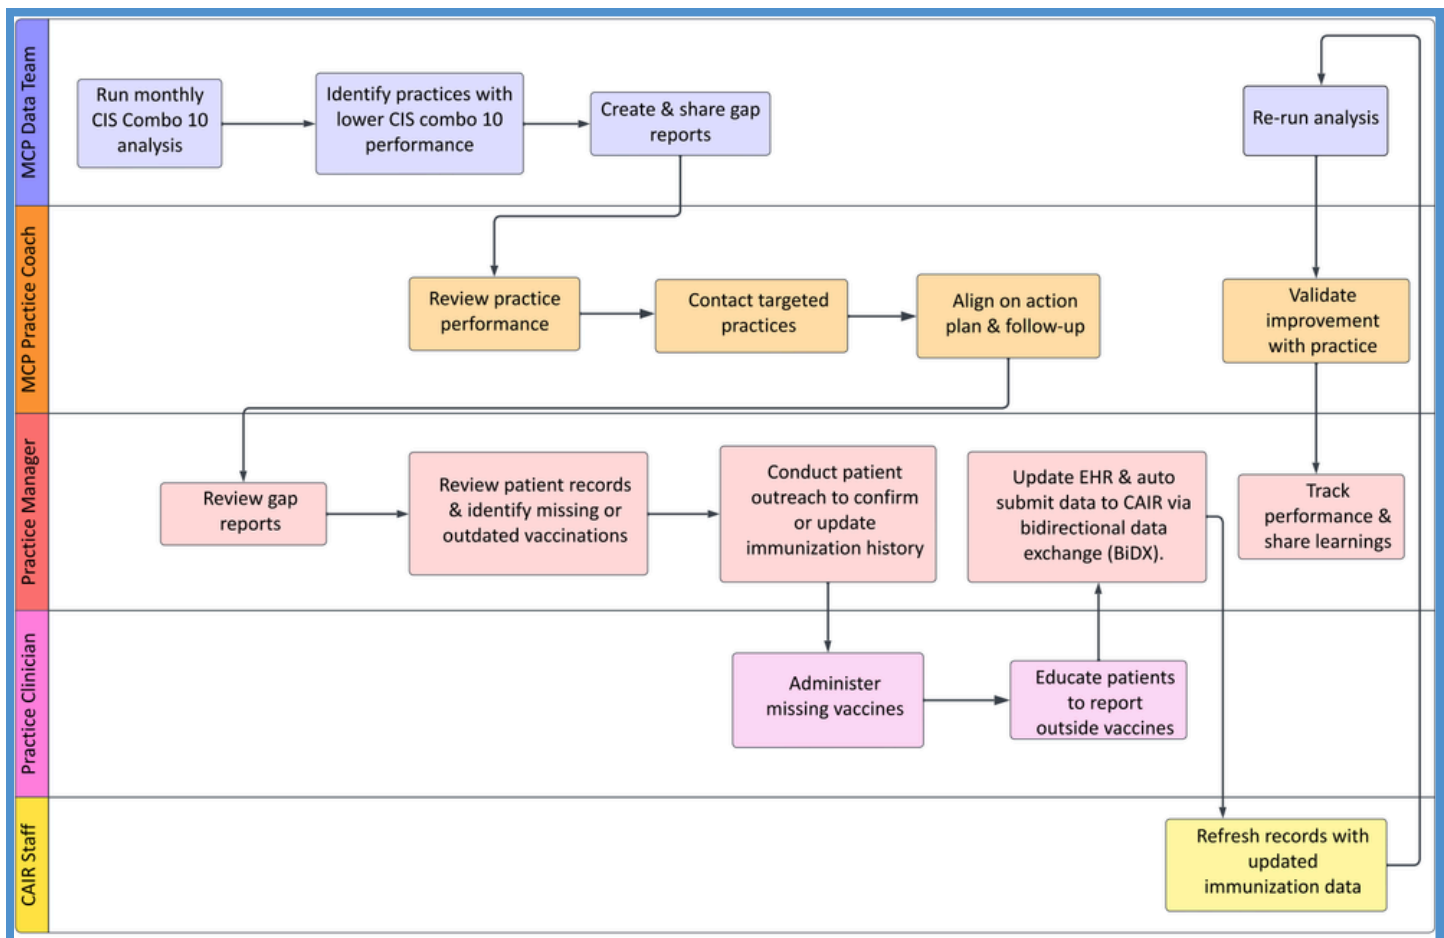 MCP Data Team
Run monthly
CIS Combo 10
analysis
Identify practices with
lower CIS combo 10
performance
Create & share gap
reports
Re-run analysis
MCP Practice Coach
Review practice
performance
Contact targeted
practices
Align on action
plan & follow-up
Validate
improvement
with practice
Practice Manager
Review gap
reports
Review patient records
& identify missing or
outdated vaccinations
Conduct patient
outreach to confirm
or update
immunization history
Update EHR & auto
submit data to CAIR via
bidirectional data
exchange (BiDX).
Track
performance &
share learnings
Practice Clinician
Administer
missing vaccines
Educate patients
to report
outside vaccines
CAIR Staff
Refresh records with
updated
immunization data